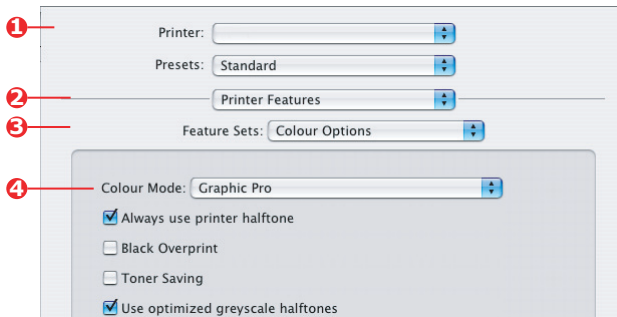 1 Printer:
Presets: Standard
2 Printer Features
3 Feature Sets: Colour Options
4 Colour Mode: Graphic Pro
Always use printer halftone
Black Overprint
Toner Saving
Use optimized greyscale halftones